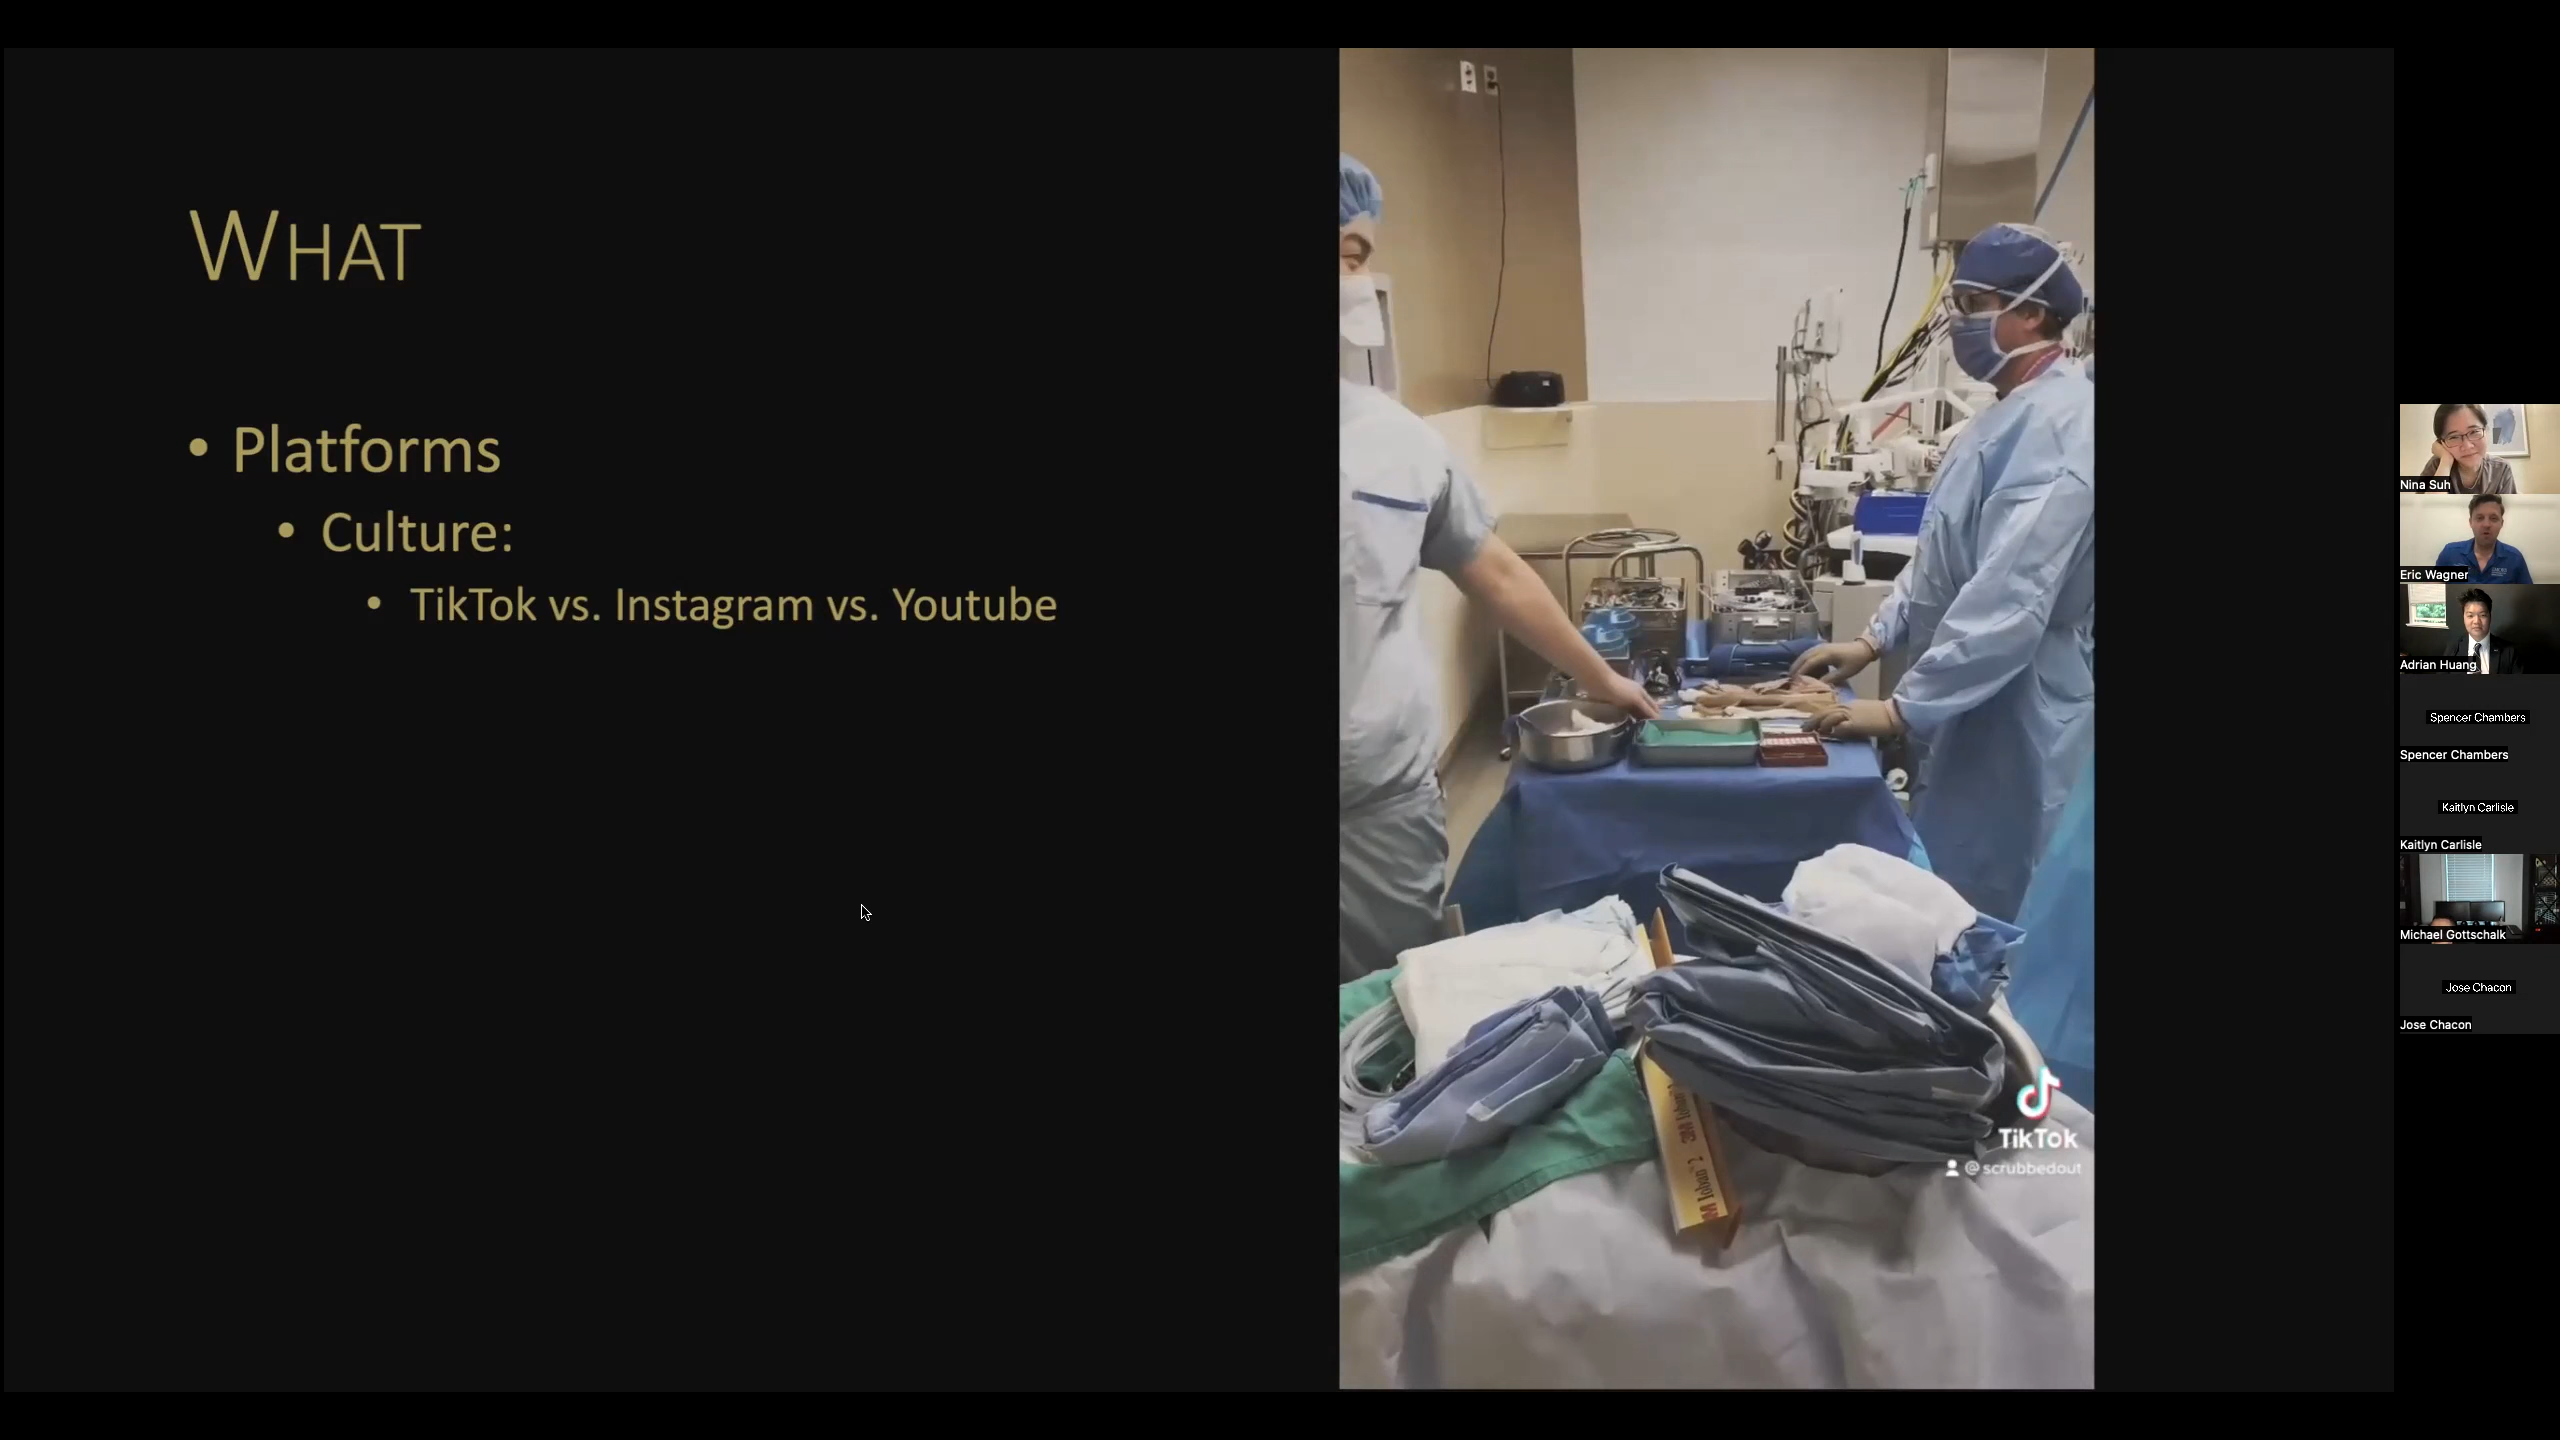 WHAT
• Platforms
• Culture:
• TikTok vs. Instagram vs. Youtube
TikTok
@scrubbedout
Nina Suh
Eric Wagner
Adrian Huang
Spencer Chambers
Spencer Chambers
Kaitlyn Carlisle
Kaitlyn Carlisle
Michael Gottschalk
Jose Chacon
Jose Chacon